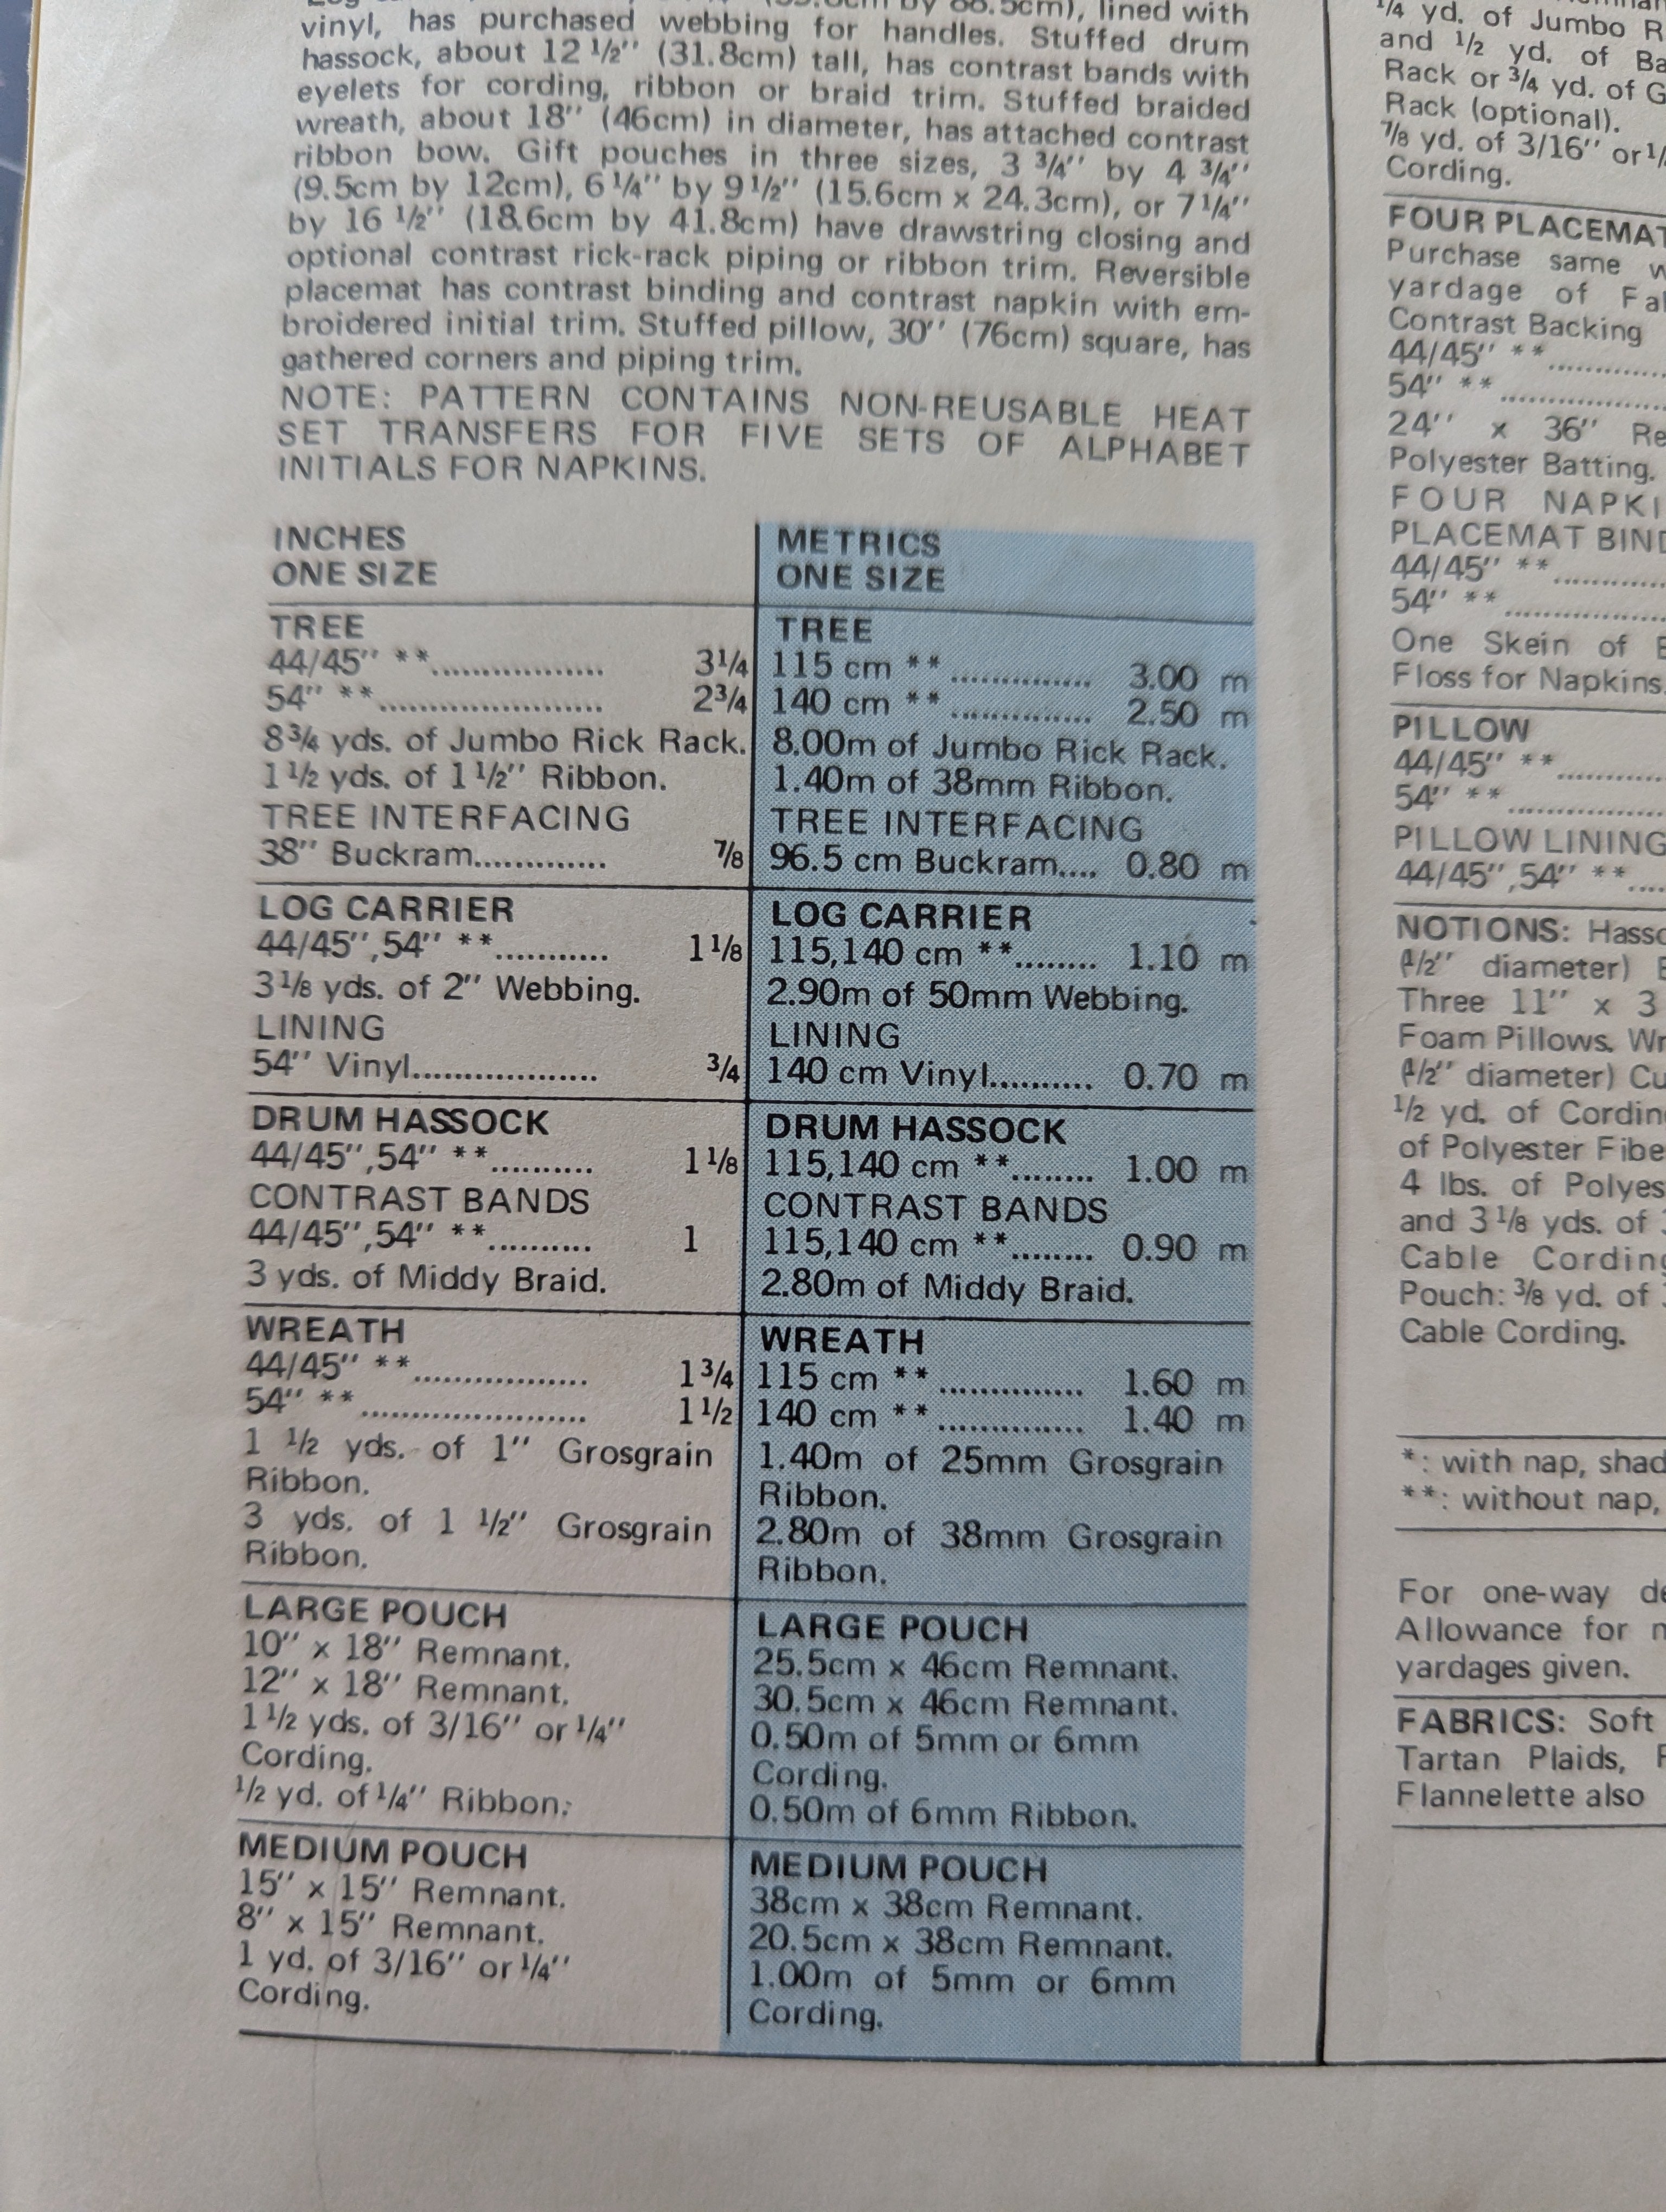 by 88.5cm), lined with
vinyl, has purchased webbing for handles. Stuffed drum
hassock, about 12 1/2'' (31.8cm) tall, has contrast bands with
eyelets for cording, ribbon or braid trim. Stuffed braided
wreath, about 18'' (46cm) in diameter, has attached contrast
ribbon bow. Gift pouches in three sizes, 3 3/4'' by 4 3/4''
(9.5cm by 12cm), 6 1/4'' by 9 1/2'' (15.6cm x 24.3cm), or 7 1/4''
by 16 1/2'' (18.6cm by 41.8cm) have drawstring closing and
optional contrast rick-rack piping or ribbon trim. Reversible
placemat has contrast binding and contrast napkin with em-
broidered initial trim. Stuffed pillow, 30'' (76cm) square, has
gathered corners and piping trim.
NOTE: PATTERN CONTAINS NON-REUSABLE HEAT
SET TRANSFERS FOR FIVE SETS OF ALPHABET
INITIALS FOR NAPKINS.
INCHES
ONE SIZE
TREE
44/45'' **................. 3 1/4
54'' **...................... 2 3/4
8 3/4 yds. of Jumbo Rick Rack.
1 1/2 yds. of 1 1/2'' Ribbon.
TREE INTERFACING
38'' Buckram............. 7/8
LOG CARRIER
44/45'',54'' **........... 1 1/8
3 1/8 yds. of 2'' Webbing.
LINING
54'' Vinyl.................. 3/4
DRUM HASSOCK
44/45'',54'' **.......... 1 1/8
CONTRAST BANDS
44/45'',54'' **.......... 1
3 yds. of Middy Braid.
WREATH
44/45'' **................. 1 3/4
54'' **...................... 1 1/2
1 1/2 yds. of 1'' Grosgrain
Ribbon.
3 yds. of 1 1/2'' Grosgrain
Ribbon.
LARGE POUCH
10'' x 18'' Remnant.
12'' x 18'' Remnant.
1 1/2 yds. of 3/16'' or 1/4''
Cording.
1/2 yd. of 1/4'' Ribbon.
MEDIUM POUCH
15'' x 15'' Remnant.
8'' x 15'' Remnant.
1 yd. of 3/16'' or 1/4''
Cording.
METRICS
ONE SIZE
TREE
115 cm **.............. 3.00 m
140 cm **.............. 2.50 m
8.00m of Jumbo Rick Rack.
1.40m of 38mm Ribbon.
TREE INTERFACING
96.5 cm Buckram.... 0.80 m
LOG CARRIER
115,140 cm **........ 1.10 m
2.90m of 50mm Webbing.
LINING
140 cm Vinyl.......... 0.70 m
DRUM HASSOCK
115,140 cm **........ 1.00 m
CONTRAST BANDS
115,140 cm **........ 0.90 m
2.80m of Middy Braid.
WREATH
115 cm **.............. 1.60 m
140 cm **.............. 1.40 m
1.40m of 25mm Grosgrain
Ribbon.
2.80m of 38mm Grosgrain
Ribbon.
LARGE POUCH
25.5cm x 46cm Remnant.
30.5cm x 46cm Remnant.
0.50m of 5mm or 6mm
Cording.
0.50m of 6mm Ribbon.
MEDIUM POUCH
38cm x 38cm Remnant.
20.5cm x 38cm Remnant.
1.00m of 5mm or 6mm
Cording.
1/4 yd. of Jumbo
and 1/2 yd. of
Rack or 3/4 yd. of
Rack (optional).
7/8 yd. of 3/16'' or
Cording.
FOUR
Purchase same
yardage of
Contrast Backing
44/45'' **..............
54'' **.................
24'' x 36''
Polyester Batting.
FOUR
PLACEMAT
44/45'' **.............
54'' **.................
One Skein of
Floss for Napkins.
PILLOW
44/45'' **.............
54'' **.................
PILLOW LINING
44/45'',54'' **....
NOTIONS:
(1/2'' diameter)
Three 11'' x 3
Foam Pillows.
(1/2'' diameter)
1/2 yd. of
of Polyester
4 lbs. of
and 3 1/8 yds. of
Cable
Pouch: 3/8 yd. of
Cable Cording.
*: with nap,
**: without nap,
For one-way
Allowance for
yardages given.
FABRICS: Soft
Tartan Plaids,
Flannelette also